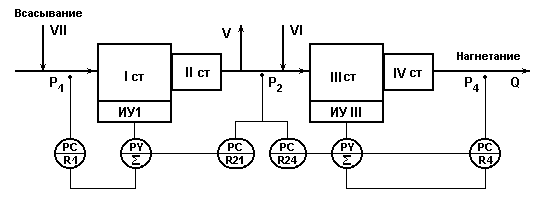 Всасывание
VII
V
VI
Нагнетание
I ст
II ст
III ст
IV ст
P1
P2
P4
Q
ИУ1
ИУ III
PC
R1
PY
Σ
PC
R21
PC
R24
PY
Σ
PC
R4